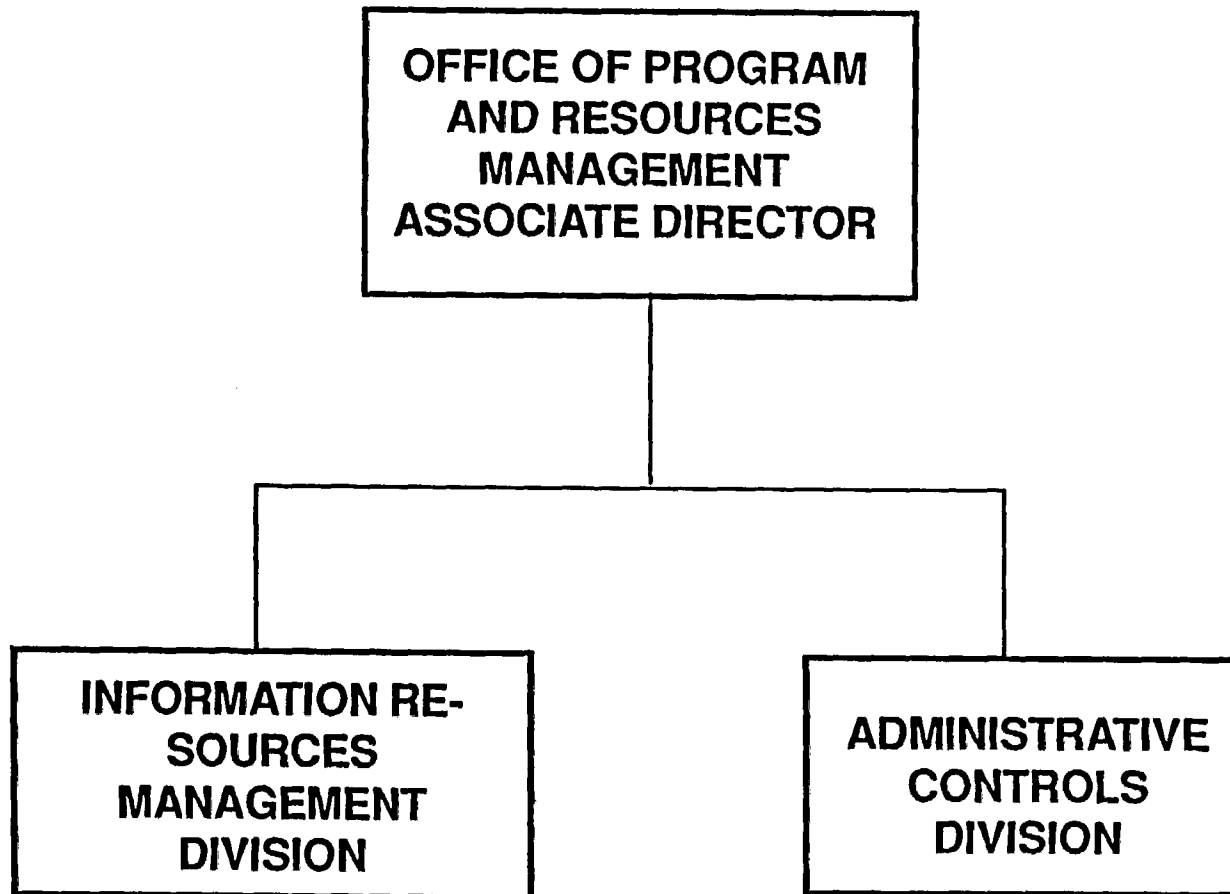 OFFICE OF PROGRAM
AND RESOURCES
MANAGEMENT
ASSOCIATE DIRECTOR
INFORMATION RE-
SOURCES
MANAGEMENT
DIVISION
ADMINISTRATIVE
CONTROLS
DIVISION